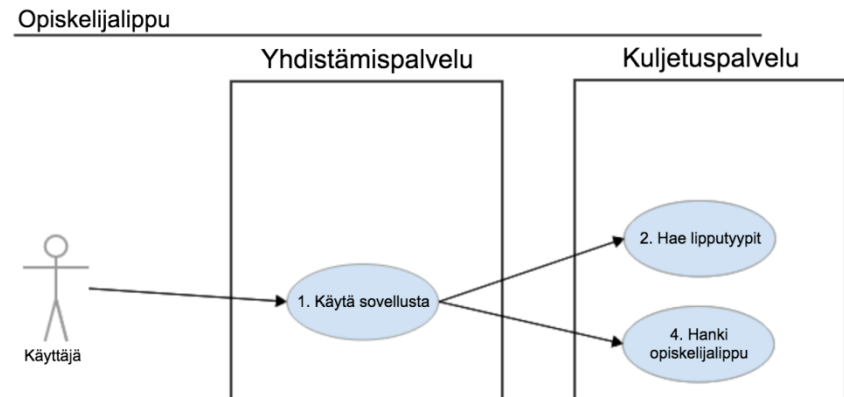 Opiskelijalippu
Yhdistämispalvelu
Kuljetuspalvelu
2. Hae lipputyypit
1. Käytä sovellusta
4. Hanki
opiskelijalippu
Käyttäjä